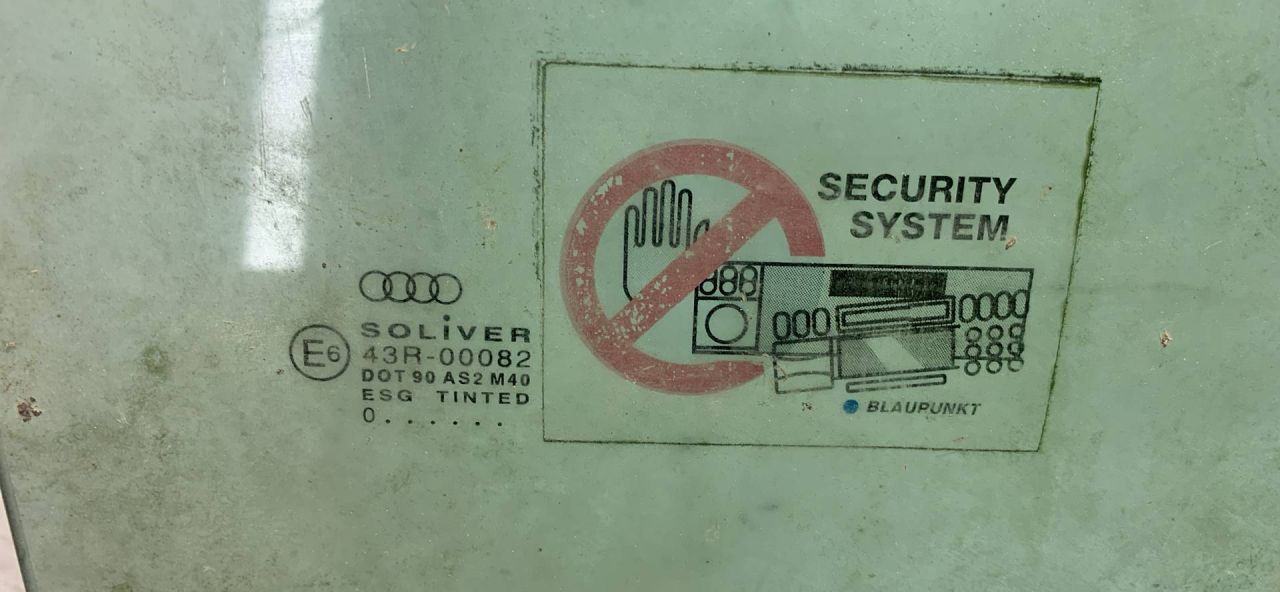 SOLiVER
E6
43R-00082
DOT 90 AS2 M40
ESG TINTED
0.......
SECURITY
SYSTEM
BLAUPUNKT